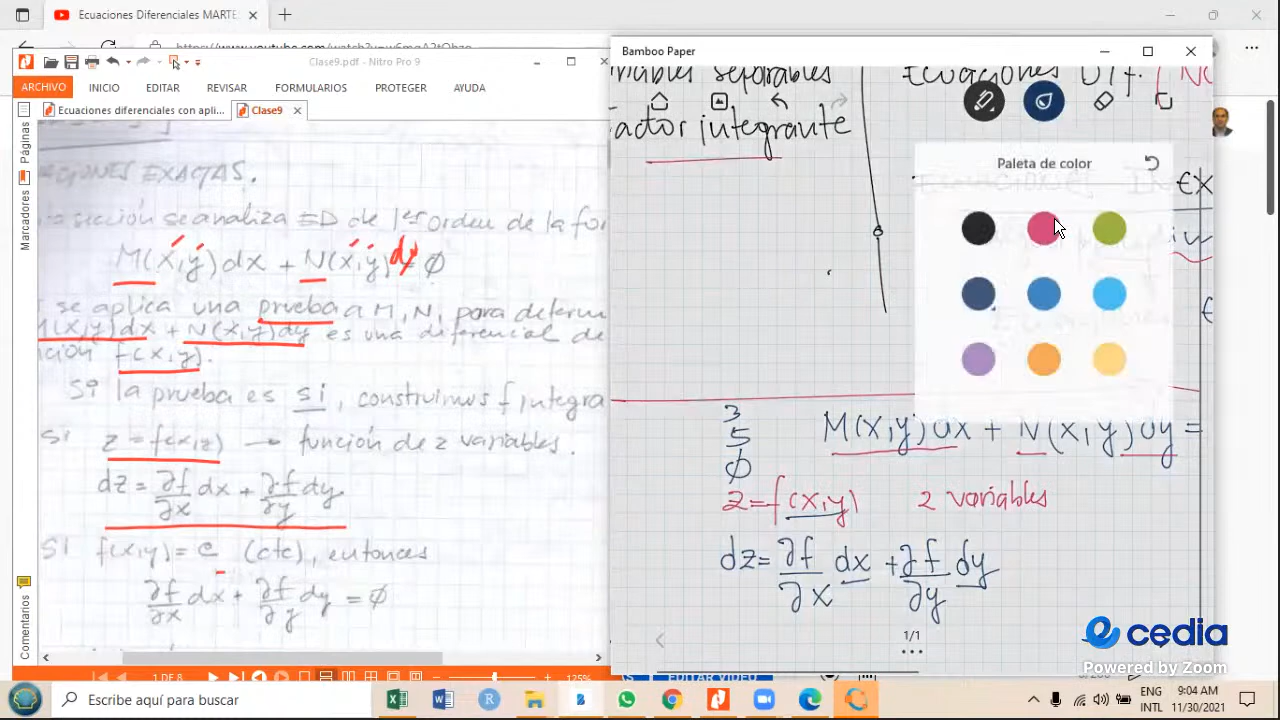 Ecuaciones Diferenciales MARTE
Clase9.pdf - Nitro Pro 9
ARCHIVO INICIO EDITAR REVISAR FORMULARIOS PROTEGER AYUDA
Ecuaciones diferenciales con apli... Clase9
Páginas
Marcadores
Comentarios
EXACTAS.
sección se analiza ED de 1er orden de la for
M(x,y)dx + N(x,y)dy=∅
se aplica una prueba a M, N, para determ
M(x,y)dx+N(x,y)dy es una diferencial de
f(x,y).
Si la prueba es si, construimos f integra
Si z=f(x,z) → función de 2 variables.
dz = ∂f/∂x dx + ∂f/∂y dy
Si f(x,y) = c (cte), entonces
∂f/∂x dx + ∂f/∂y dy = ∅
1 DE 8
125%
Bamboo Paper
separables
actor integrante
Ecuaciones
Paleta de color
3
5
∅
M(x,y)dx + N(x,y)dy =
z=f(x,y) 2 variables
dz= ∂f/∂x dx + ∂f/∂y dy
1/1
cedia
Powered by Zoom
EDITAR VIDEO
Escribe aquí para buscar
ENG
INTL
9:04 AM
11/30/2021